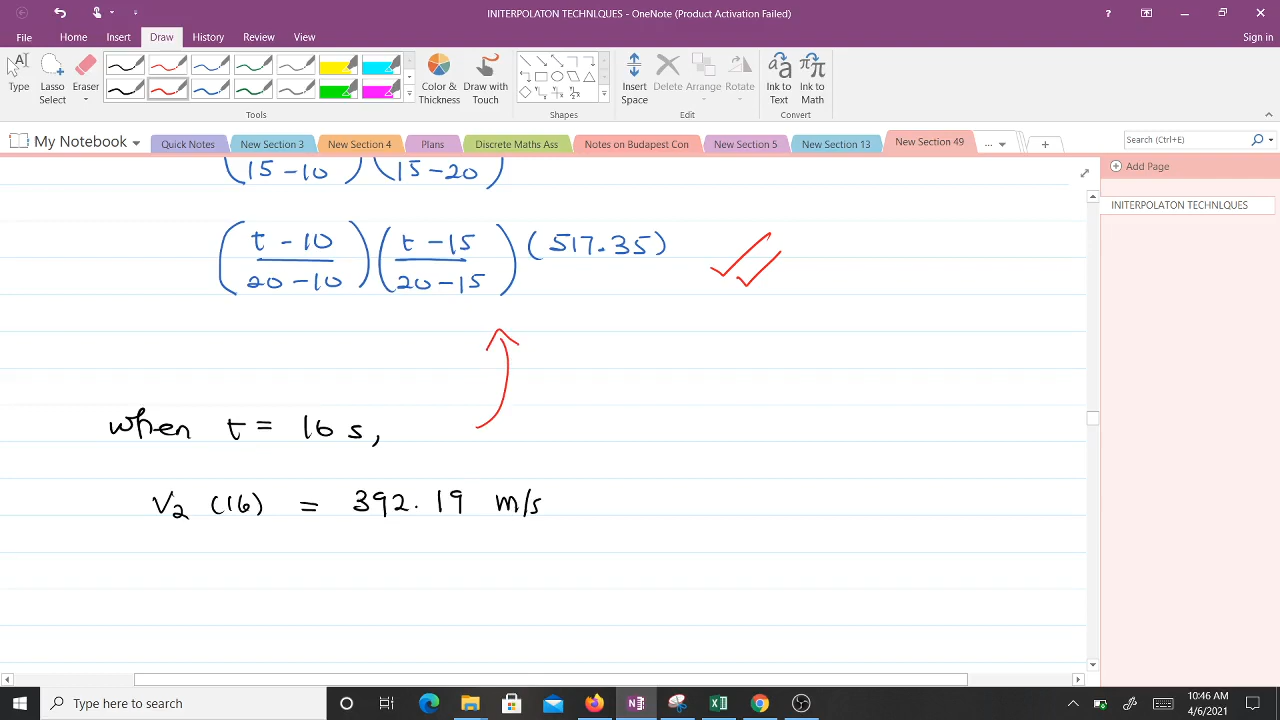 INITERPOLATON TECHNLQUES - OneNote (Product Activation Failed)
File Home Insert Draw History Review View Sign in
Type Lasso Select Eraser Color & Thickness Draw with Touch Insert Space Delete Arrange Rotate Ink to Text Ink to Math
Tools Shapes Edit Convert
My Notebook Quick Notes New Section 3 New Section 4 Plans Discrete Maths Ass Notes on Budapest Con New Section 5 New Section 13 New Section 49 ... Search (Ctrl+E)
Add Page
INITERPOLATON TECHNLQUES
(15-10) (15-20)
(t-10 / 20-10) (t-15 / 20-15) (517.35)
when t = 16 s,
V2 (16) = 392.19 m/s
Type here to search
10:46 AM
4/6/2021